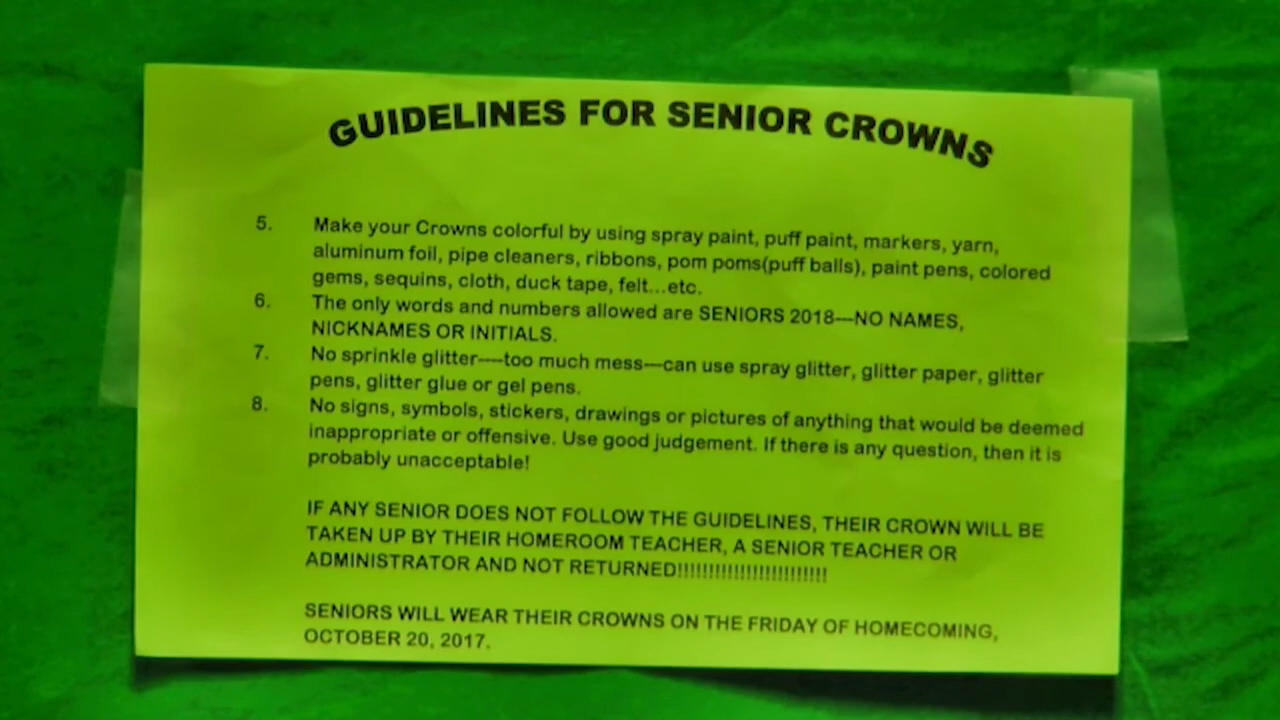 GUIDELINES FOR SENIOR CROWNS
5. Make your Crowns colorful by using spray paint, puff paint, markers, yarn,
aluminum foil, pipe cleaners, ribbons, pom poms(puff balls), paint pens, colored
gems, sequins, cloth, duck tape, felt...etc.
6. The only words and numbers allowed are SENIORS 2018---NO NAMES,
NICKNAMES OR INITIALS.
7. No sprinkle glitter----too much mess---can use spray glitter, glitter paper, glitter
pens, glitter glue or gel pens.
8. No signs, symbols, stickers, drawings or pictures of anything that would be deemed
inappropriate or offensive. Use good judgement. If there is any question, then it is
probably unacceptable!
IF ANY SENIOR DOES NOT FOLLOW THE GUIDELINES, THEIR CROWN WILL BE
TAKEN UP BY THEIR HOMEROOM TEACHER, A SENIOR TEACHER OR
ADMINISTRATOR AND NOT RETURNED!!!!!!!!!!!!!!!!!!!!!!!!!
SENIORS WILL WEAR THEIR CROWNS ON THE FRIDAY OF HOMECOMING,
OCTOBER 20, 2017.